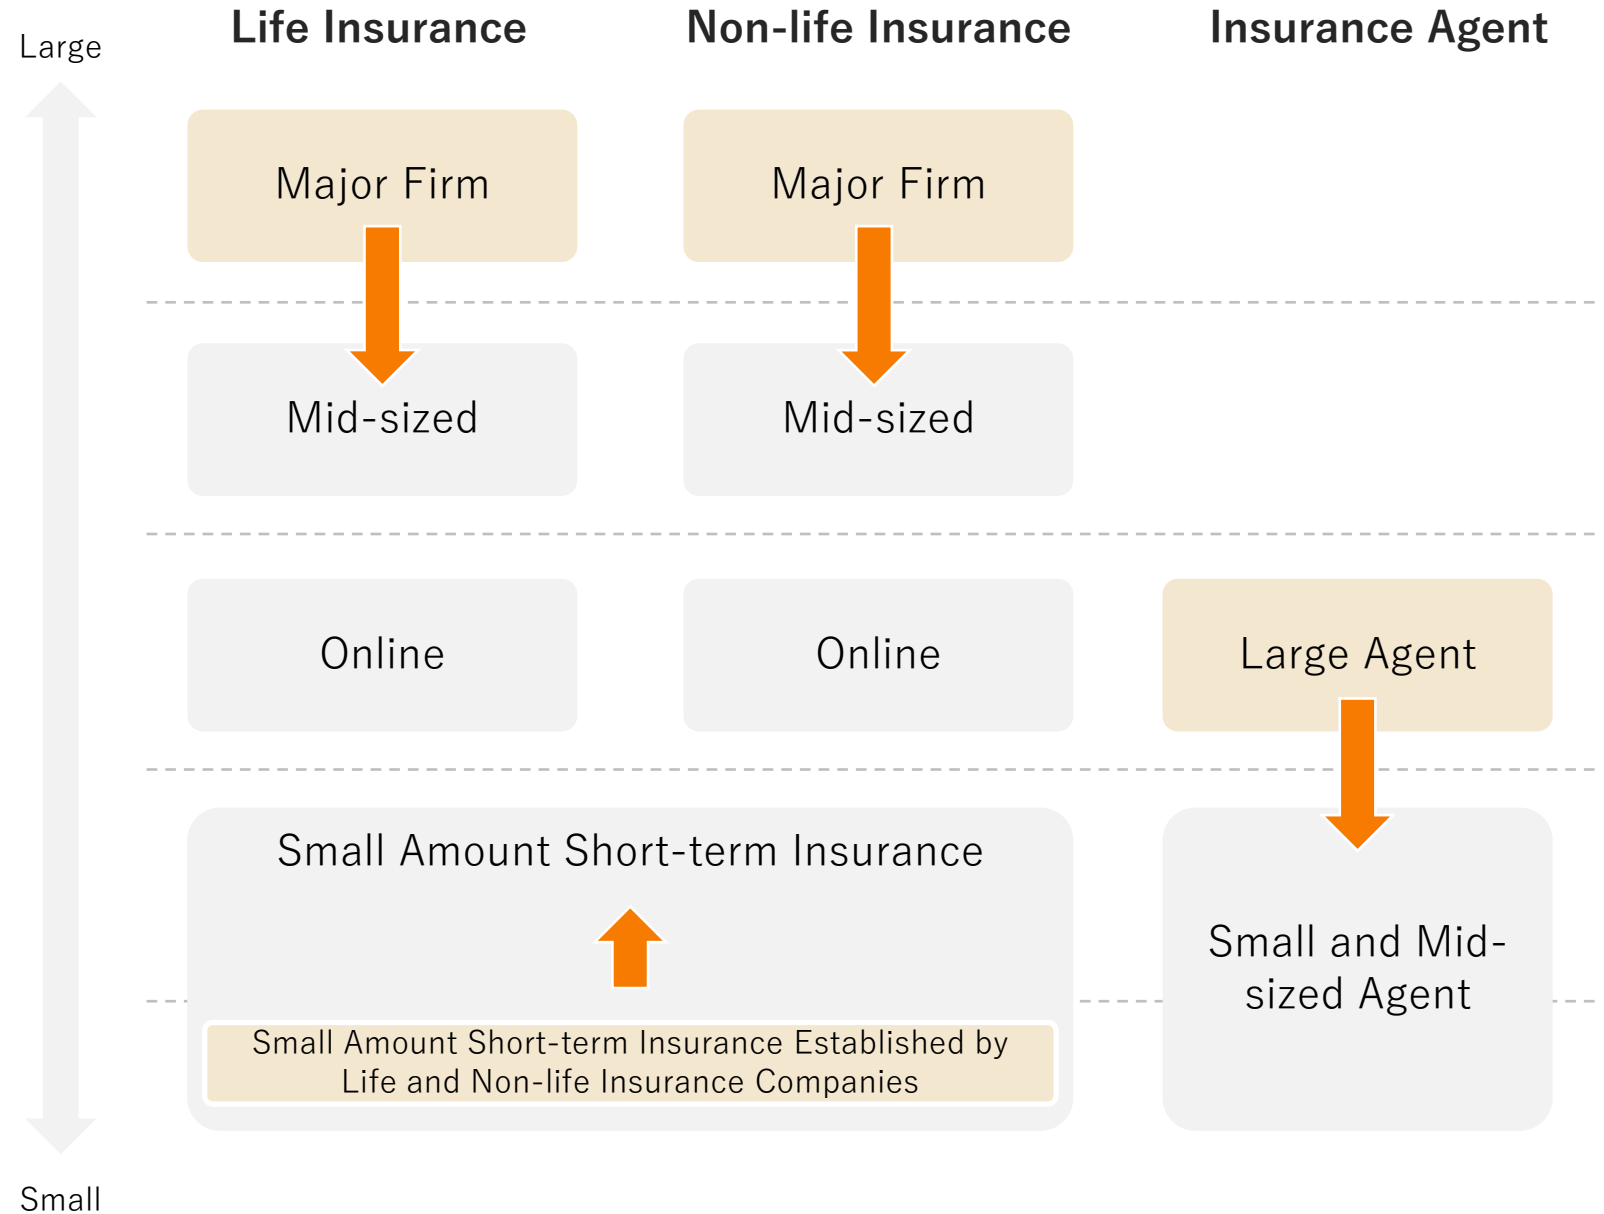 Large
Life Insurance
Non-life Insurance
Insurance Agent
Major Firm
Major Firm
Mid-sized
Mid-sized
Online
Online
Large Agent
Small Amount Short-term Insurance
Small and Mid-
sized Agent
Small Amount Short-term Insurance Established by
Life and Non-life Insurance Companies
Small